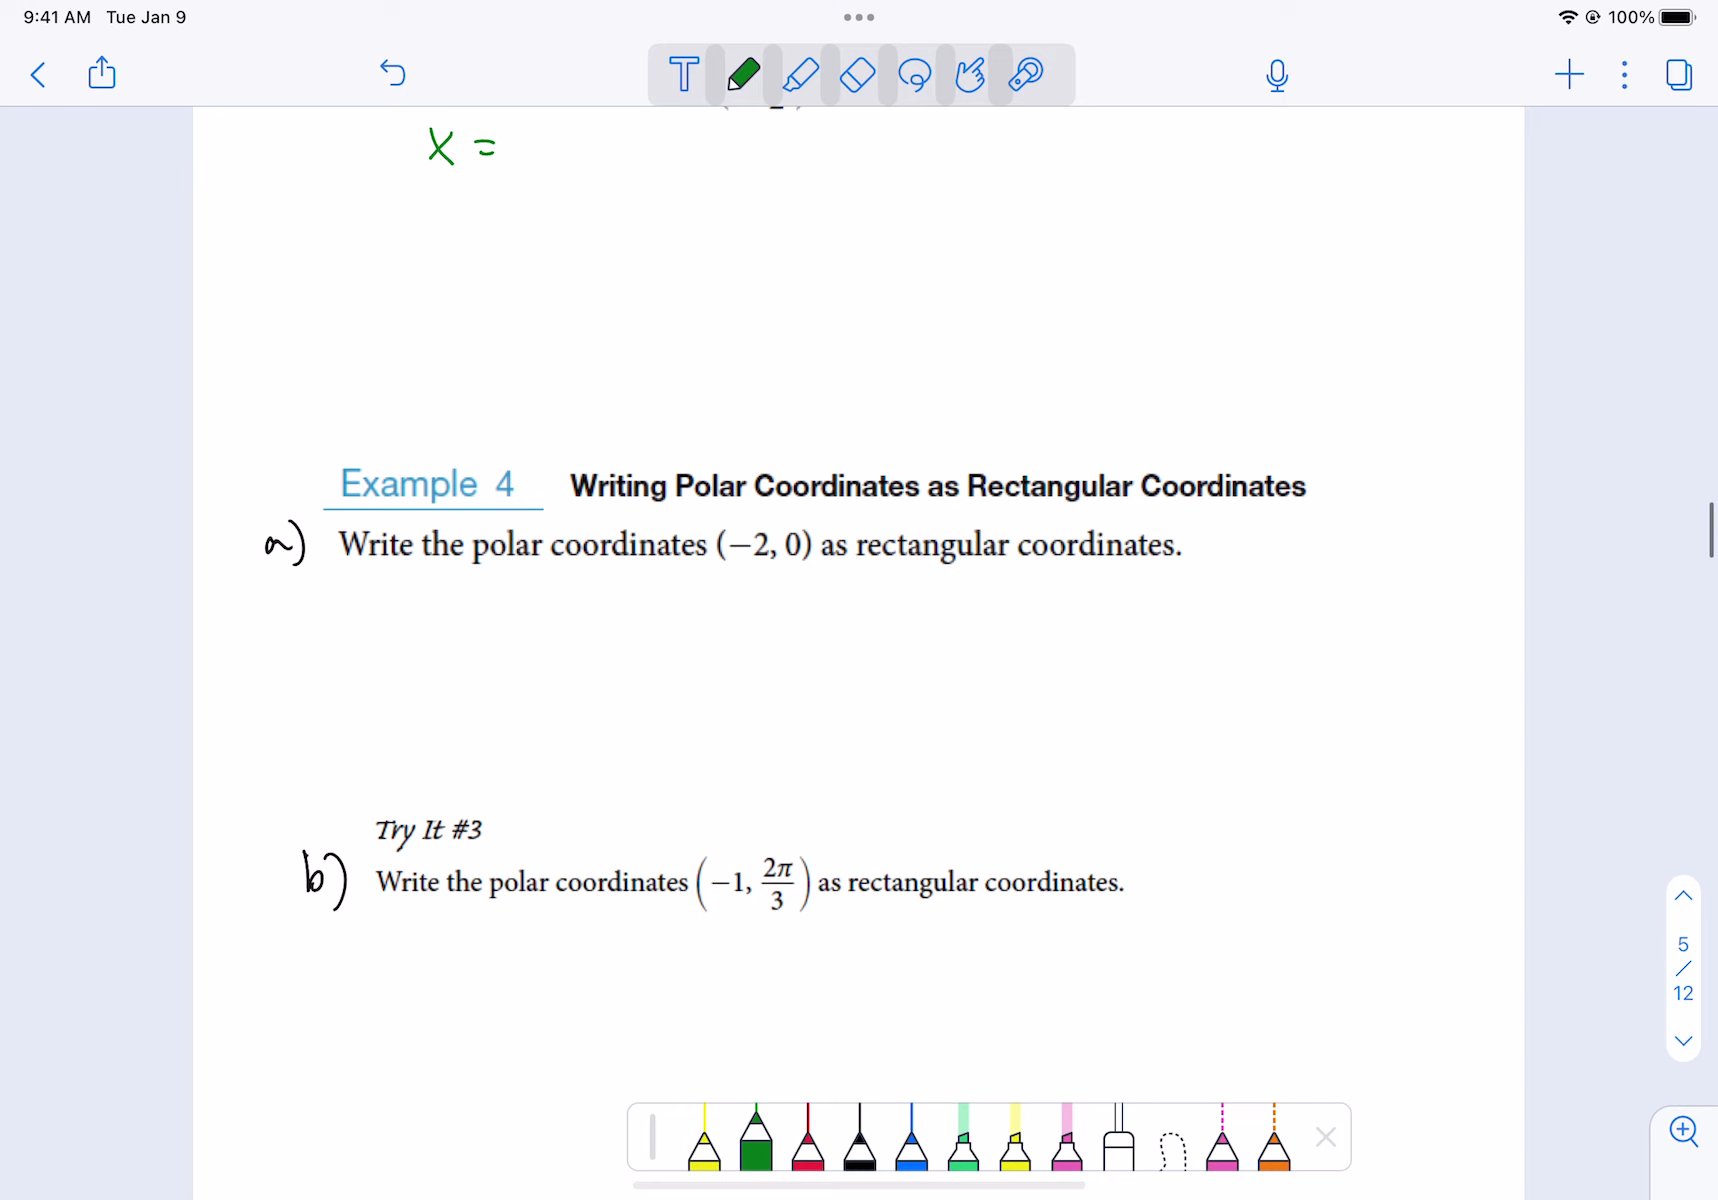 9:41 AM Tue Jan 9
100%
T
x =
Example 4 Writing Polar Coordinates as Rectangular Coordinates
a) Write the polar coordinates (−2, 0) as rectangular coordinates.
Try It #3
b) Write the polar coordinates (−1, 2π/3) as rectangular coordinates.
5
/
12